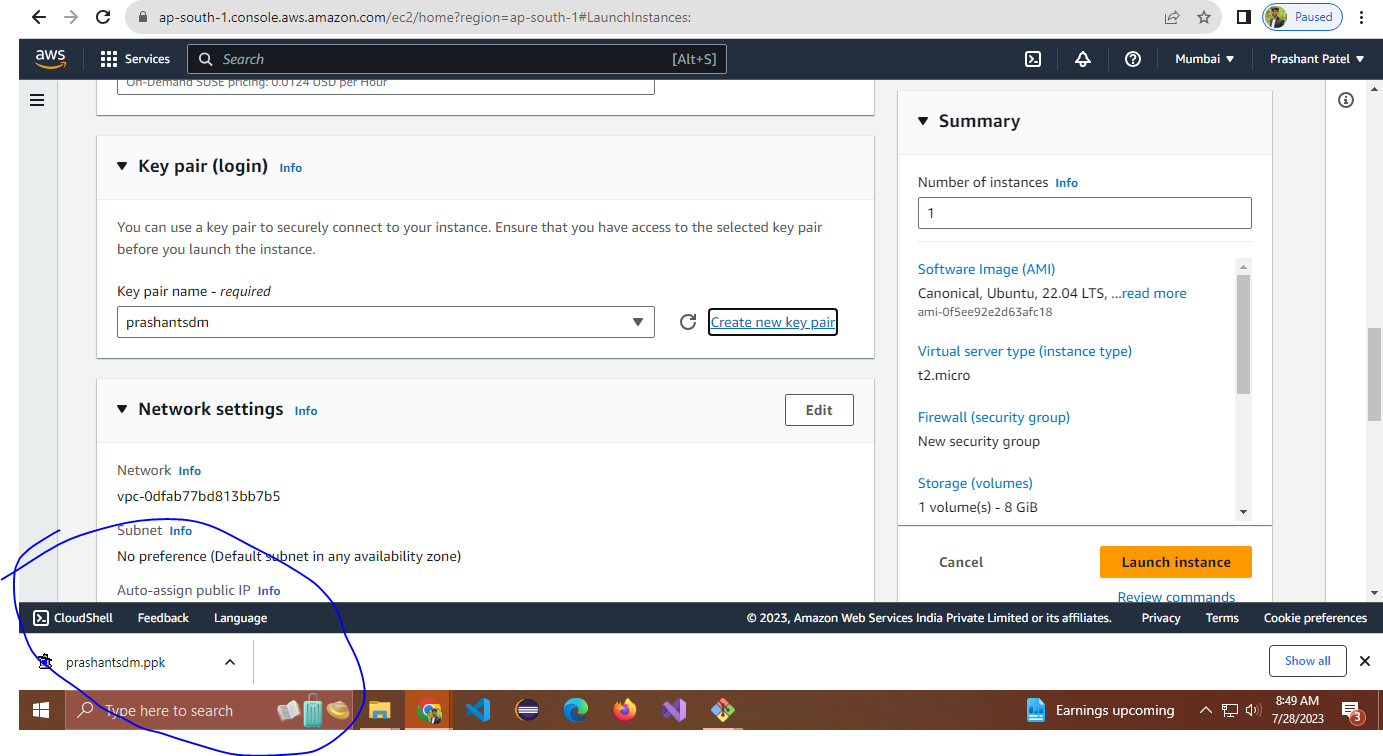 ap-south-1.console.aws.amazon.com/ec2/home?region=ap-south-1#LaunchInstances:
Paused
aws
Services
Search
[Alt+S]
Mumbai
Prashant Patel
On-Demand SUSE pricing: 0.0124 USD per Hour
Key pair (login) Info
You can use a key pair to securely connect to your instance. Ensure that you have access to the selected key pair
before you launch the instance.
Key pair name - required
prashantsdm
Create new key pair
Network settings Info
Edit
Network Info
vpc-0dfab77bd813bb7b5
Subnet Info
No preference (Default subnet in any availability zone)
Auto-assign public IP Info
Summary
Number of instances Info
1
Software Image (AMI)
Canonical, Ubuntu, 22.04 LTS, ...read more
ami-0f5ee92e2d63afc18
Virtual server type (instance type)
t2.micro
Firewall (security group)
New security group
Storage (volumes)
1 volume(s) - 8 GiB
Cancel
Launch instance
Review commands
CloudShell
Feedback
Language
© 2023, Amazon Web Services India Private Limited or its affiliates.
Privacy
Terms
Cookie preferences
prashantsdm.ppk
Show all
Type here to search
Earnings upcoming
8:49 AM
7/28/2023
3